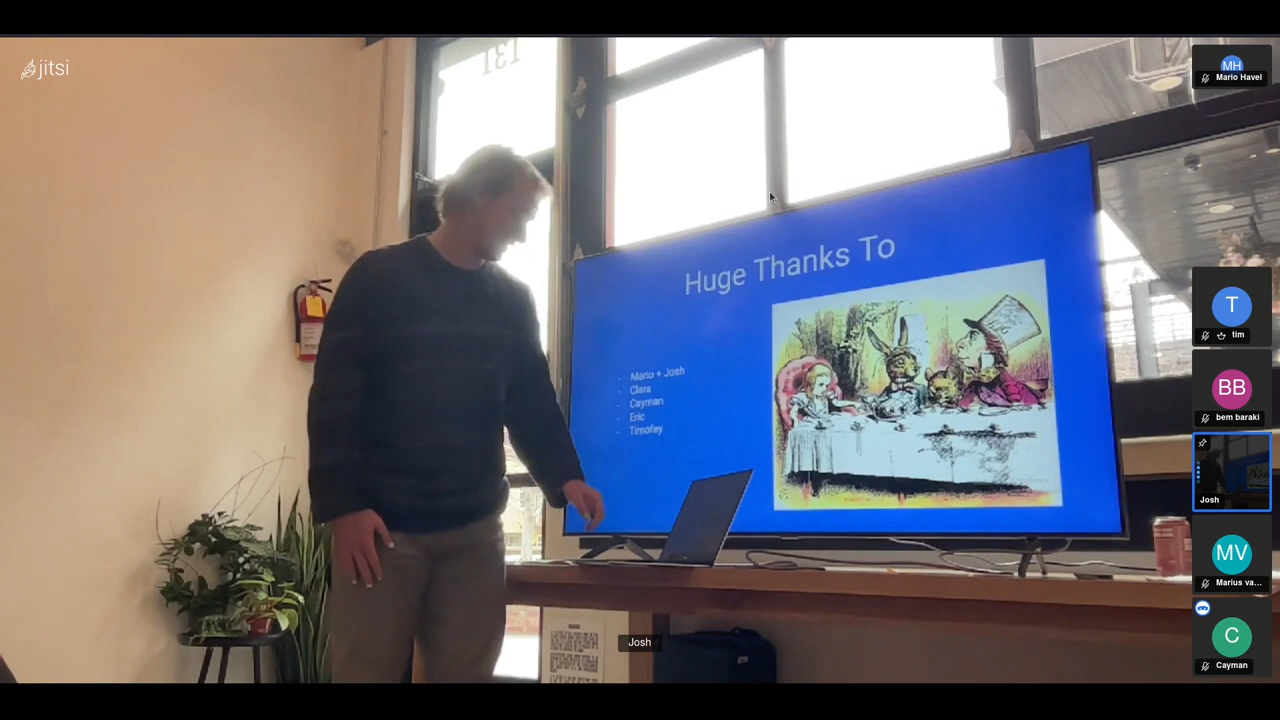 jitsi
131
MH
Mario Havel
Huge Thanks To
- Mario + Josh
- Clara
- Cayman
- Eric
- Timofey
T
tim
BB
bem baraki
Josh
MV
Marius va...
C
Cayman
Josh